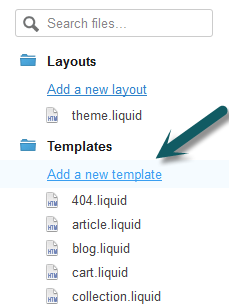 Search files...
Layouts
Add a new layout
theme.liquid
Templates
Add a new template
404.liquid
article.liquid
blog.liquid
cart.liquid
collection.liquid